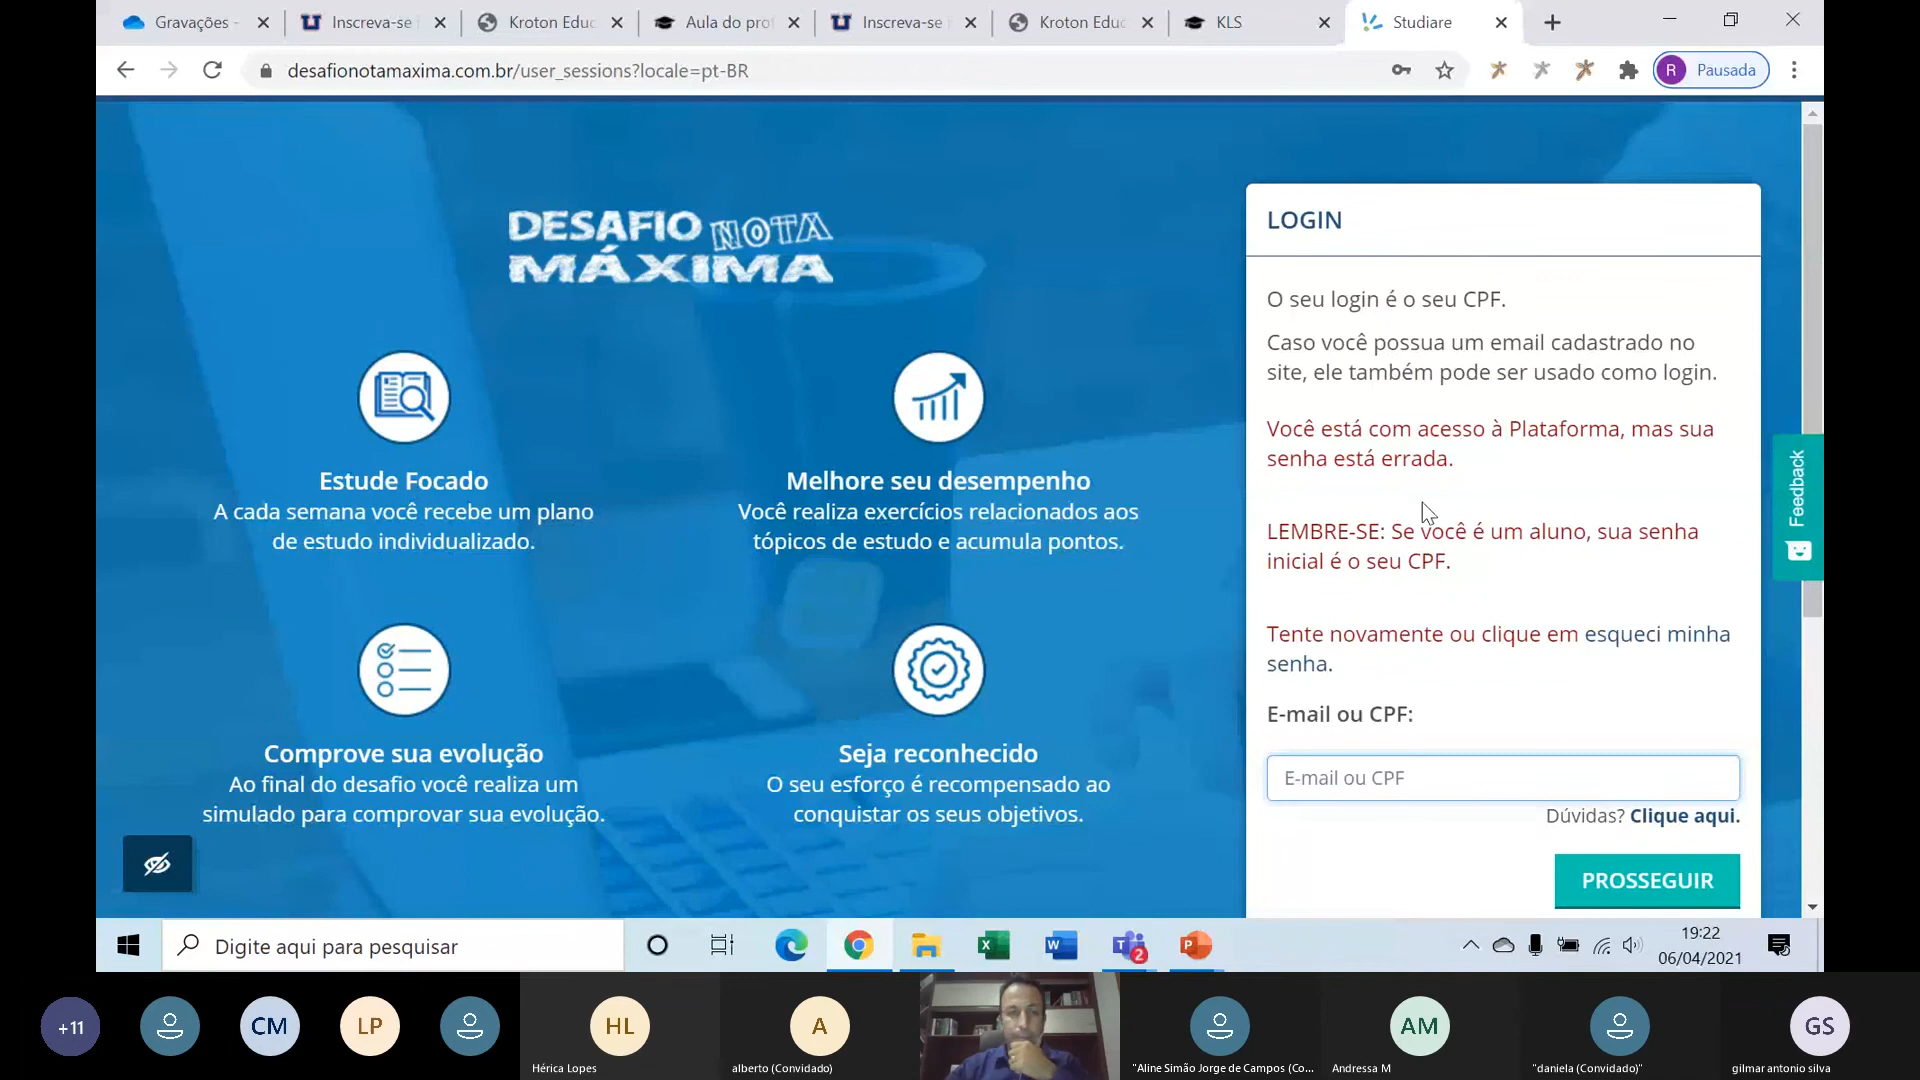 Gravações -
Inscreva-se
Kroton Educ
Aula do prof
Inscreva-se
Kroton Educ
KLS
Studiare
desafionotamaxima.com.br/user_sessions?locale=pt-BR
R
Pausada
DESAFIO NOTA
MÁXIMA
Estude Focado
A cada semana você recebe um plano
de estudo individualizado.
Melhore seu desempenho
Você realiza exercícios relacionados aos
tópicos de estudo e acumula pontos.
Comprove sua evolução
Ao final do desafio você realiza um
simulado para comprovar sua evolução.
Seja reconhecido
O seu esforço é recompensado ao
conquistar os seus objetivos.
LOGIN
O seu login é o seu CPF.
Caso você possua um email cadastrado no
site, ele também pode ser usado como login.
Você está com acesso à Plataforma, mas sua
senha está errada.
LEMBRE-SE: Se você é um aluno, sua senha
inicial é o seu CPF.
Tente novamente ou clique em esqueci minha
senha.
E-mail ou CPF:
E-mail ou CPF
Dúvidas? Clique aqui.
PROSSEGUIR
Feedback
Digite aqui para pesquisar
X
W
2
P
19:22
06/04/2021
+11
CM
LP
HL
Hérica Lopes
A
alberto (Convidado)
"Aline Simão Jorge de Campos (Co...
AM
Andressa M
"daniela (Convidado)"
GS
gilmar antonio silva